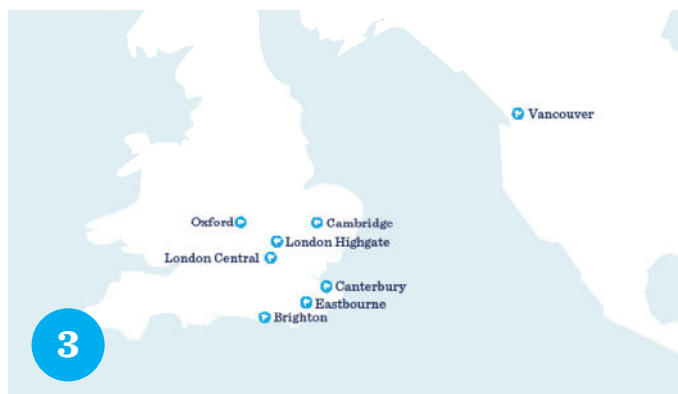 Vancouver
Oxford
Cambridge
London Highgate
London Central
Canterbury
Eastbourne
Brighton
3